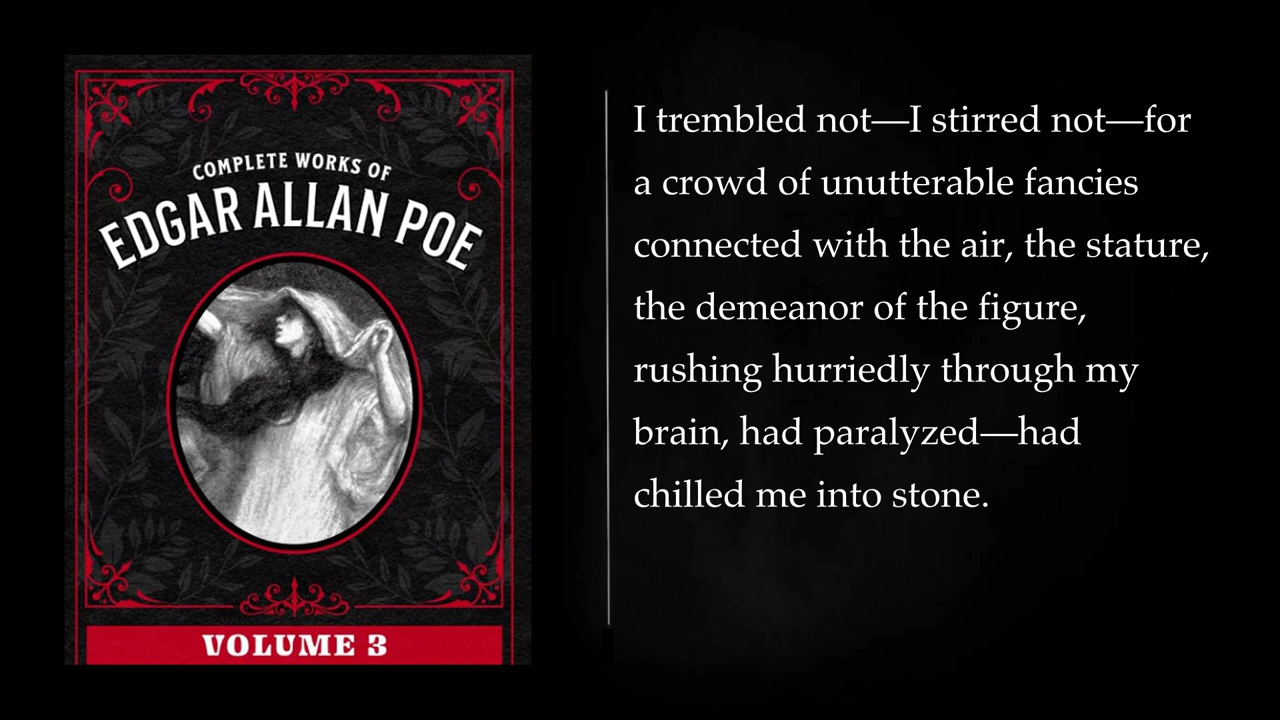 COMPLETE WORKS OF
EDGAR ALLAN POE
VOLUME 3
I trembled not—I stirred not—for
a crowd of unutterable fancies
connected with the air, the stature,
the demeanor of the figure,
rushing hurriedly through my
brain, had paralyzed—had
chilled me into stone.